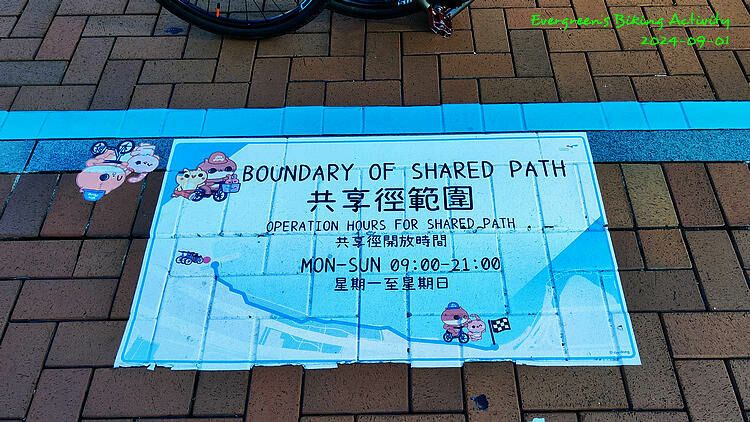 Evergreen's Biking Activity
2024-09-01
BOUNDARY OF SHARED PATH
共享徑範圍
OPERATION HOURS FOR SHARED PATH
共享徑開放時間
MON-SUN 09:00-21:00
星期一至星期日